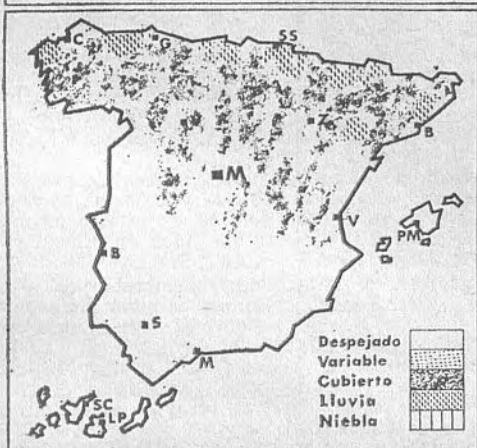 C
G
SS
Z
B
M
V
PM
B
S
M
SC
LP
Despejado
Variable
Cubierto
Lluvia
Niebla